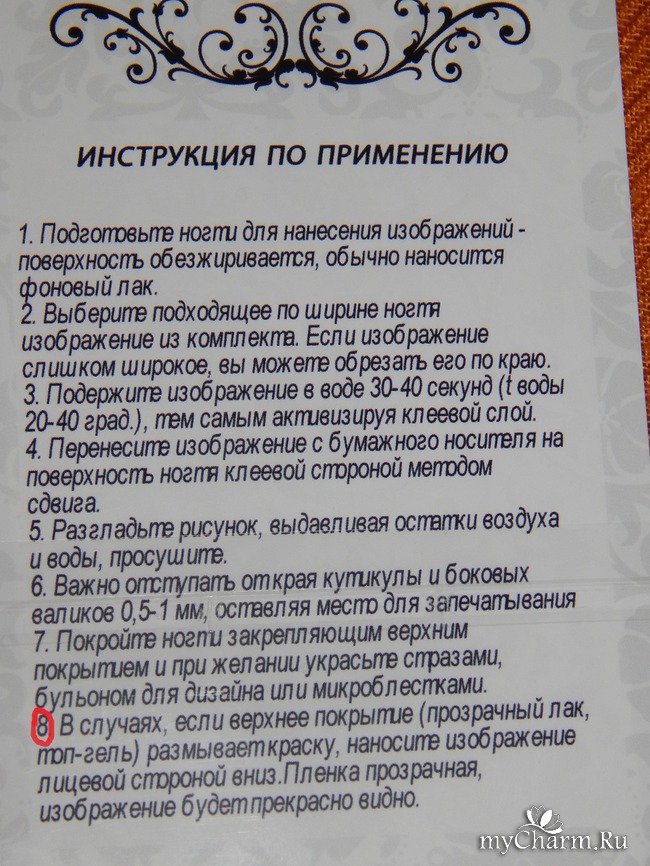 ИНСТРУКЦИЯ ПО ПРИМЕНЕНИЮ
1. Подготовьте ногти для нанесения изображений -
поверхность обезжиривается, обычно наносится
фоновый лак.
2. Выберите подходящее по ширине ногтя
изображение из комплекта. Если изображение
слишком широкое, вы можете обрезать его по краю.
3. Подержите изображение в воде 30-40 секунд (t воды
20-40 град.), тем самым активизируя клеевой слой.
4. Перенесите изображение с бумажного носителя на
поверхность ногтя клеевой стороной методом
сдвига.
5. Разгладьте рисунок, выдавливая остатки воздуха
и воды, просушите.
6. Важно отступать от края кутикулы и боковых
валиков 0,5-1 мм, оставляя место для запечатывания
7. Покройте ногти закрепляющим верхним
покрытием и при желании украсьте стразами,
бульоном для дизайна или микроблестками.
8. В случаях, если верхнее покрытие (прозрачный лак,
топ-гель) размывает краску, наносите изображение
лицевой стороной вниз.Пленка прозрачная,
изображение будет прекрасно видно.
myCharm.Ru